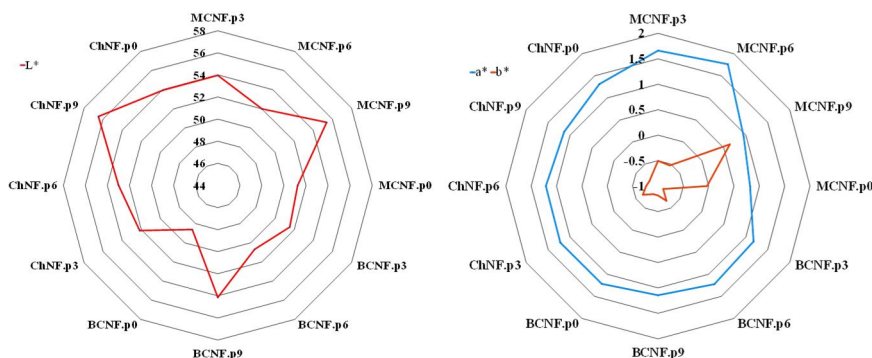 MCNF.p3
MCNF.p6
MCNF.p9
MCNF.p0
BCNF.p3
BCNF.p6
BCNF.p9
BCNF.p0
ChNF.p3
ChNF.p6
ChNF.p9
ChNF.p0
58
56
54
52
50
48
46
44
L*
MCNF.p3
MCNF.p6
MCNF.p9
MCNF.p0
BCNF.p3
BCNF.p6
BCNF.p9
BCNF.p0
ChNF.p3
ChNF.p6
ChNF.p9
ChNF.p0
2
1.5
1
0.5
0
-0.5
-1
a* b*